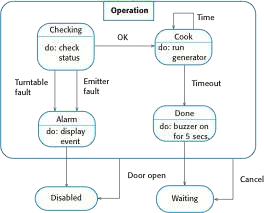 Operation
Checking
do: check
status
OK
Time
Cook
do: run
generator
Turntable
fault
Emitter
fault
Timeout
Alarm
do: display
event
Done
do: buzzer on
for 5 secs.
Door open
Cancel
Disabled
Waiting